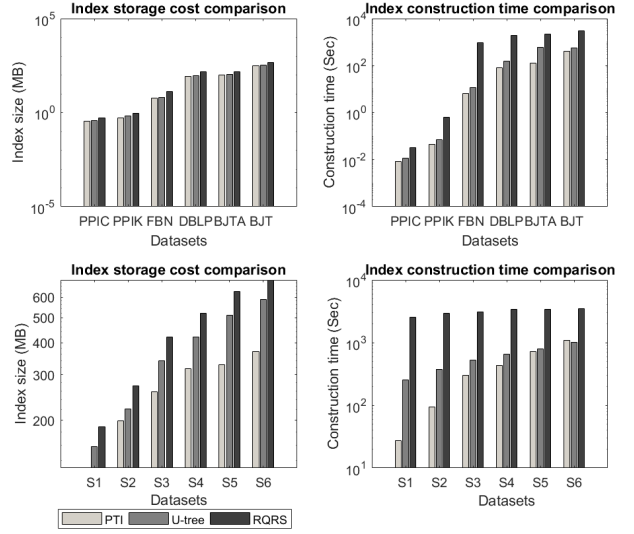 Index storage cost comparison
Index size (MB)
10^5
10^0
10^-5
PPIC PPIK FBN DBLP BJTA BJT
Datasets
Index construction time comparison
Construction time (Sec)
10^4
10^2
10^0
10^-2
10^-4
PPIC PPIK FBN DBLP BJTA BJT
Datasets
Index storage cost comparison
Index size (MB)
600
500
400
300
200
S1 S2 S3 S4 S5 S6
Datasets
Index construction time comparison
Construction time (Sec)
10^4
10^3
10^2
10^1
S1 S2 S3 S4 S5 S6
Datasets
PTI U-tree RQRS